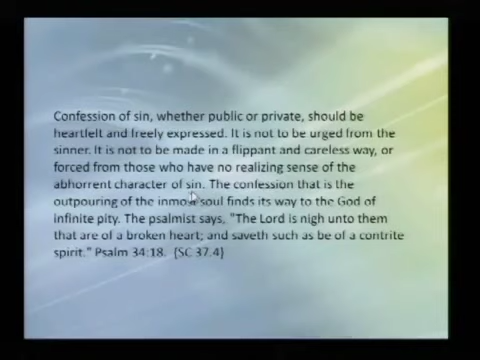 Confession of sin, whether public or private, should be
heartfelt and freely expressed. It is not to be urged from the
sinner. It is not to be made in a flippant and careless way, or
forced from those who have no realizing sense of the
abhorrent character of sin. The confession that is the
outpouring of the inmost soul finds its way to the God of
infinite pity. The psalmist says, "The Lord is nigh unto them
that are of a broken heart; and saveth such as be of a contrite
spirit." Psalm 34:18. {SC 37.4}